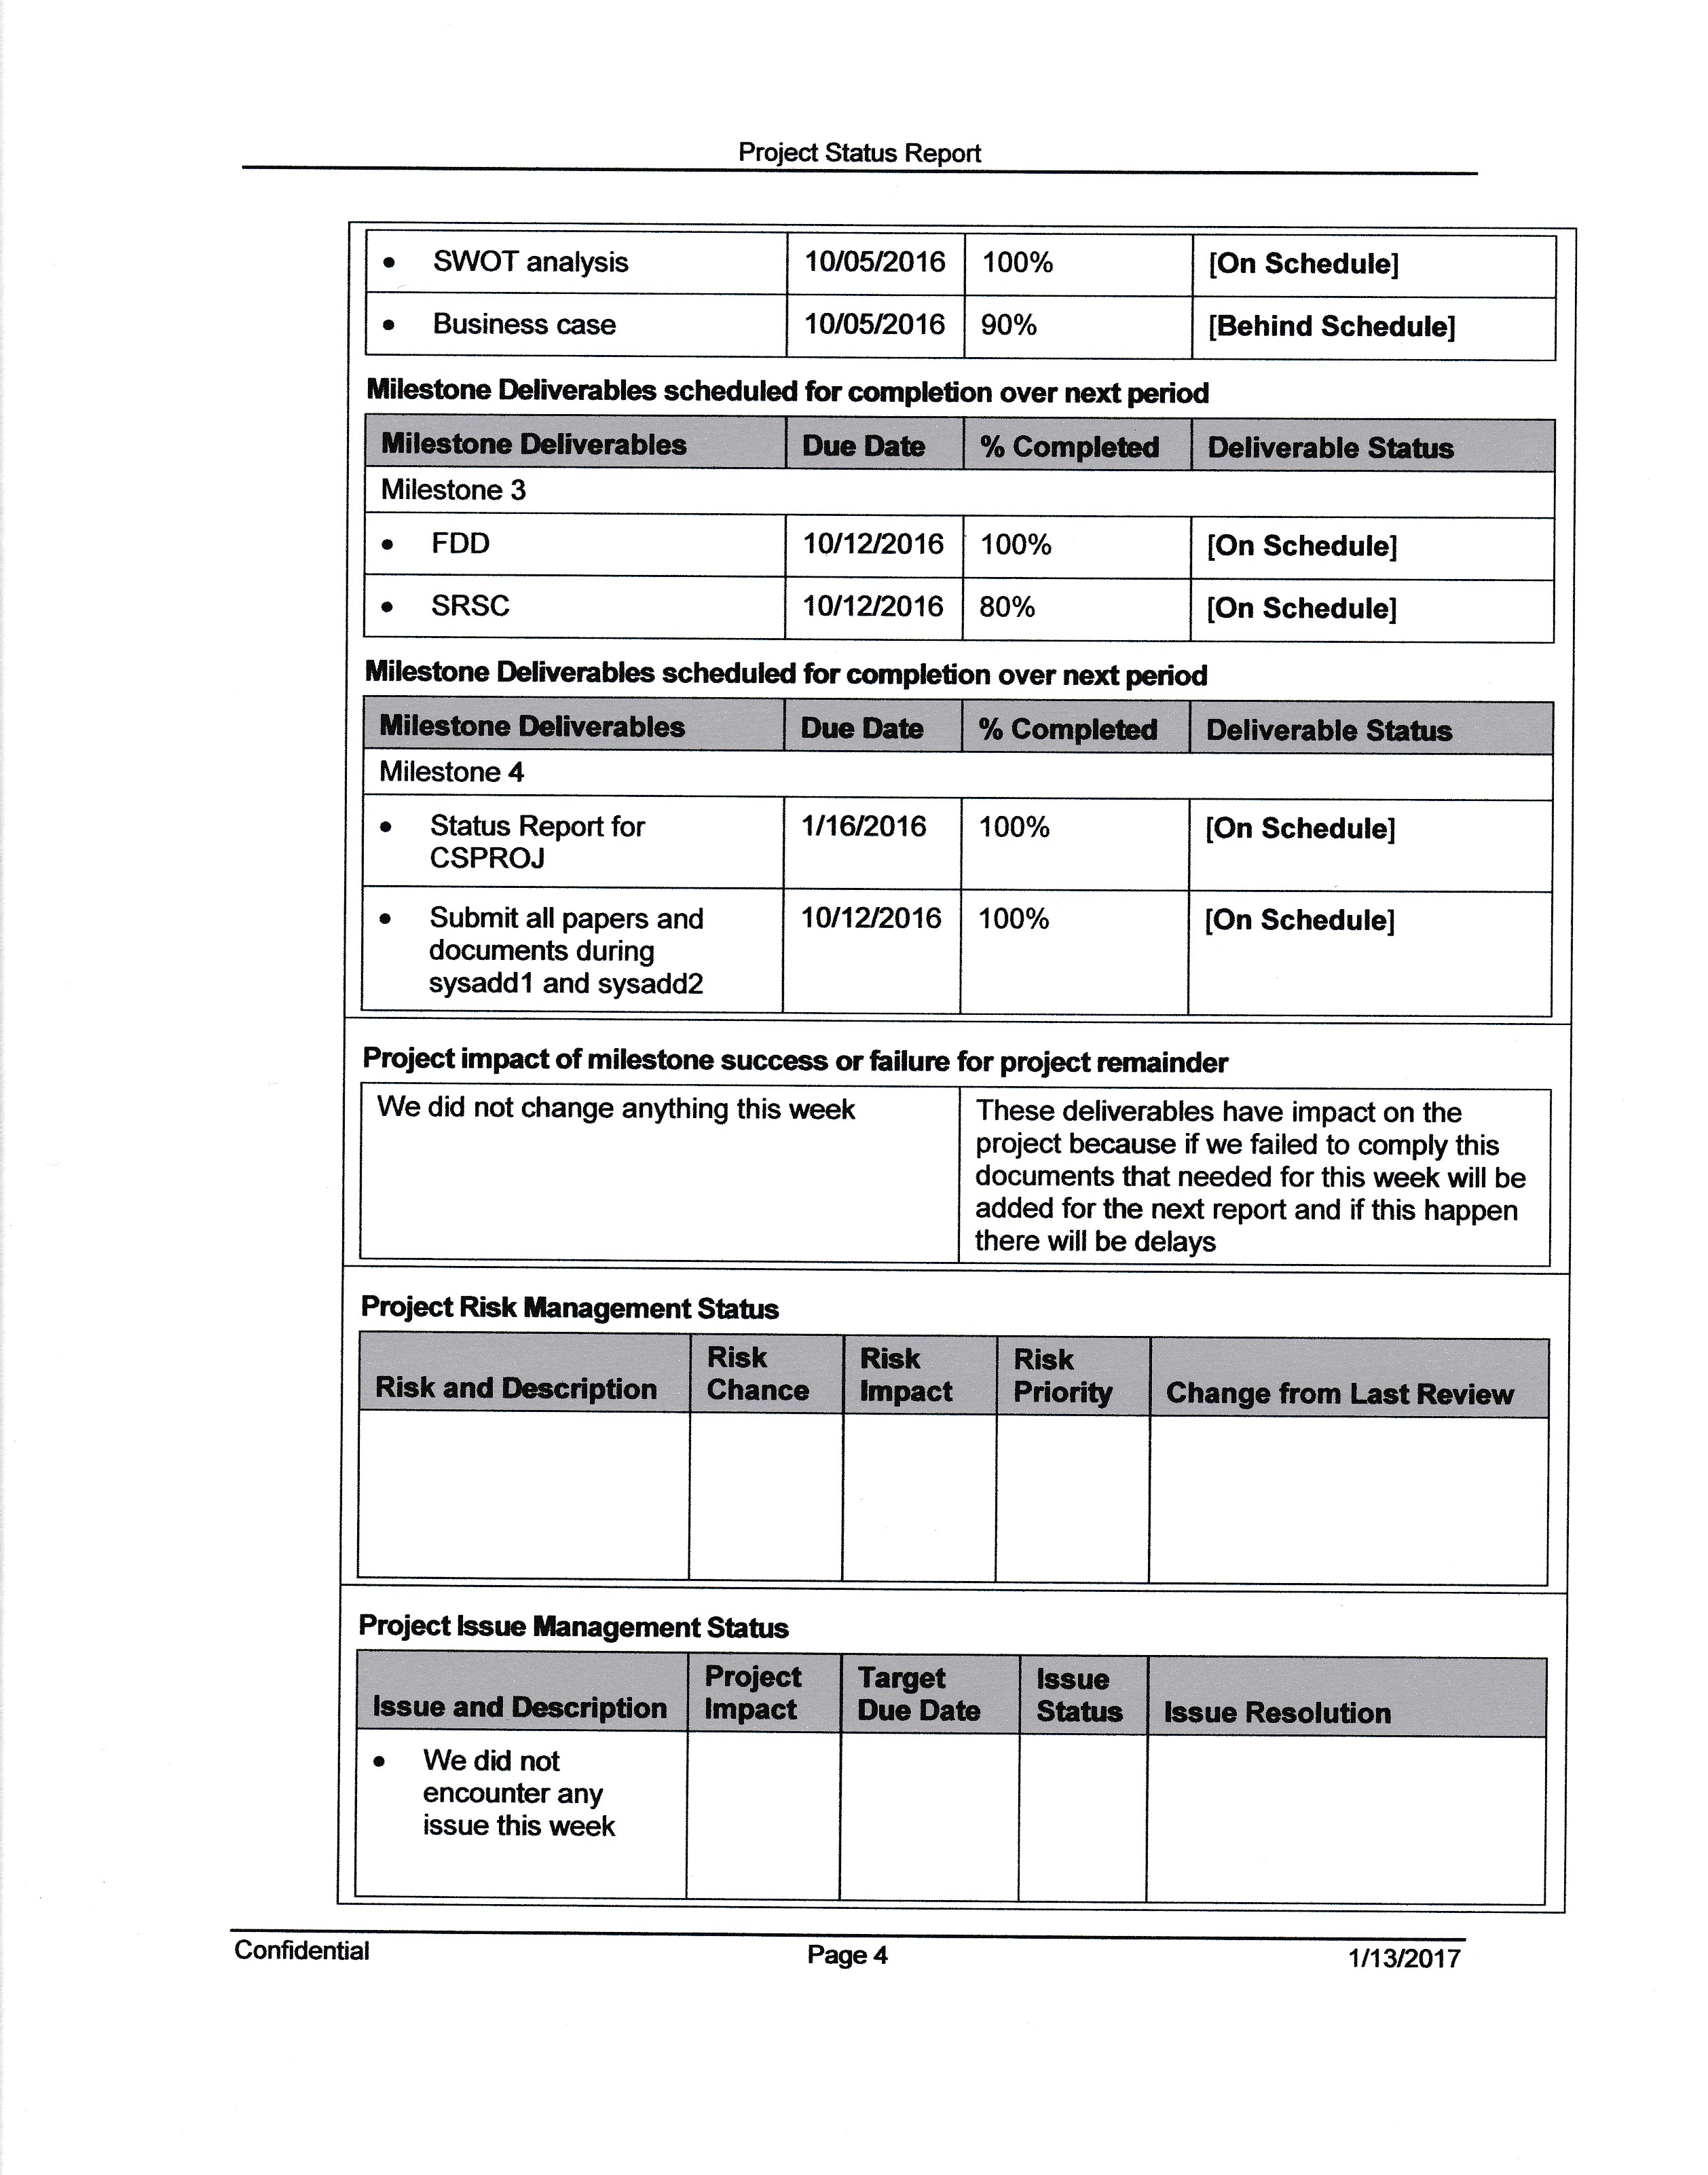 Project Status Report
• SWOT analysis 10/05/2016 100% [On Schedule]
• Business case 10/05/2016 90% [Behind Schedule]
Milestone Deliverables scheduled for completion over next period
Milestone Deliverables Due Date % Completed Deliverable Status
Milestone 3
• FDD 10/12/2016 100% [On Schedule]
• SRSC 10/12/2016 80% [On Schedule]
Milestone Deliverables scheduled for completion over next period
Milestone Deliverables Due Date % Completed Deliverable Status
Milestone 4
• Status Report for 1/16/2016 100% [On Schedule]
CSPROJ
• Submit all papers and 10/12/2016 100% [On Schedule]
documents during
sysadd1 and sysadd2
Project impact of milestone success or failure for project remainder
We did not change anything this week
These deliverables have impact on the
project because if we failed to comply this
documents that needed for this week will be
added for the next report and if this happen
there will be delays
Project Risk Management Status
Risk and Description
Risk
Chance
Risk
Impact
Risk
Priority
Change from Last Review
Project Issue Management Status
Issue and Description
Project
Impact
Target
Due Date
Issue
Status
Issue Resolution
• We did not
encounter any
issue this week
Confidential Page 4 1/13/2017